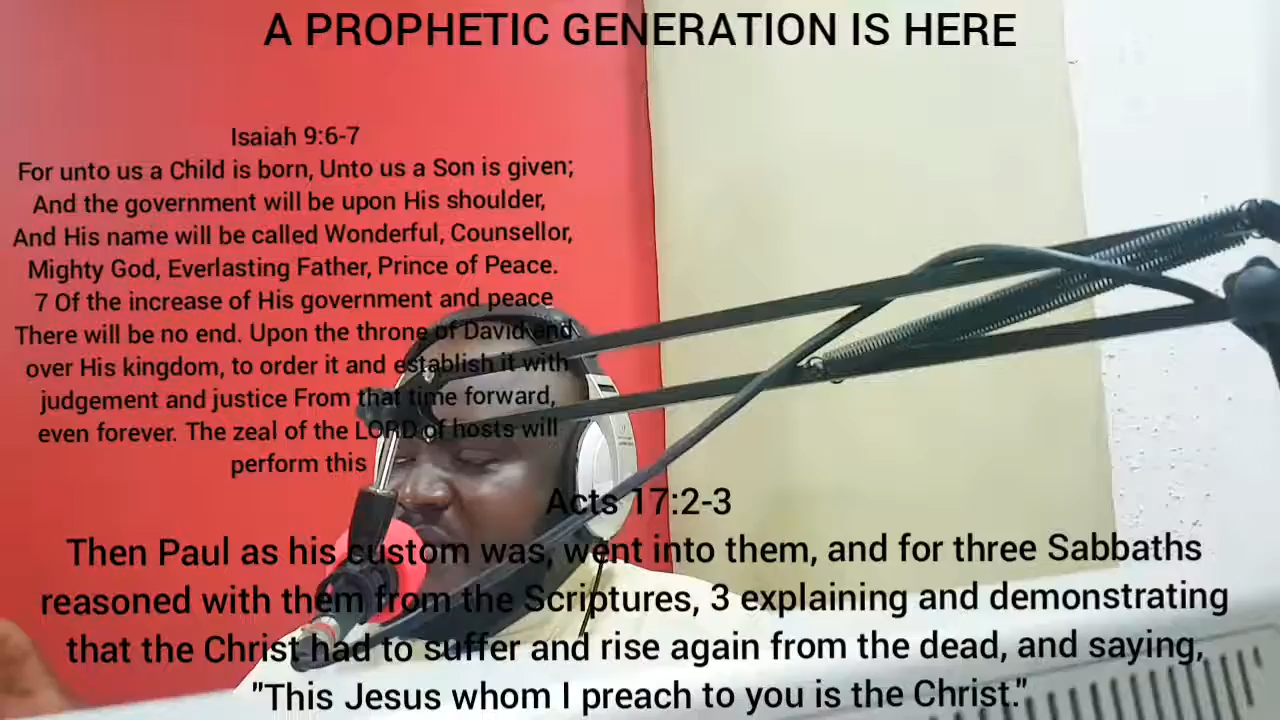 A PROPHETIC GENERATION IS HERE
Isaiah 9:6-7
For unto us a Child is born, Unto us a Son is given;
And the government will be upon His shoulder,
And His name will be called Wonderful, Counsellor,
Mighty God, Everlasting Father, Prince of Peace.
7 Of the increase of His government and peace
There will be no end. Upon the throne of David and
over His kingdom, to order it and establish it with
judgement and justice From that time forward,
even forever. The zeal of the LORD of hosts will
perform this
Acts 17:2-3
Then Paul as his custom was, went into them, and for three Sabbaths
reasoned with them from the Scriptures, 3 explaining and demonstrating
that the Christ had to suffer and rise again from the dead, and saying,
"This Jesus whom I preach to you is the Christ."